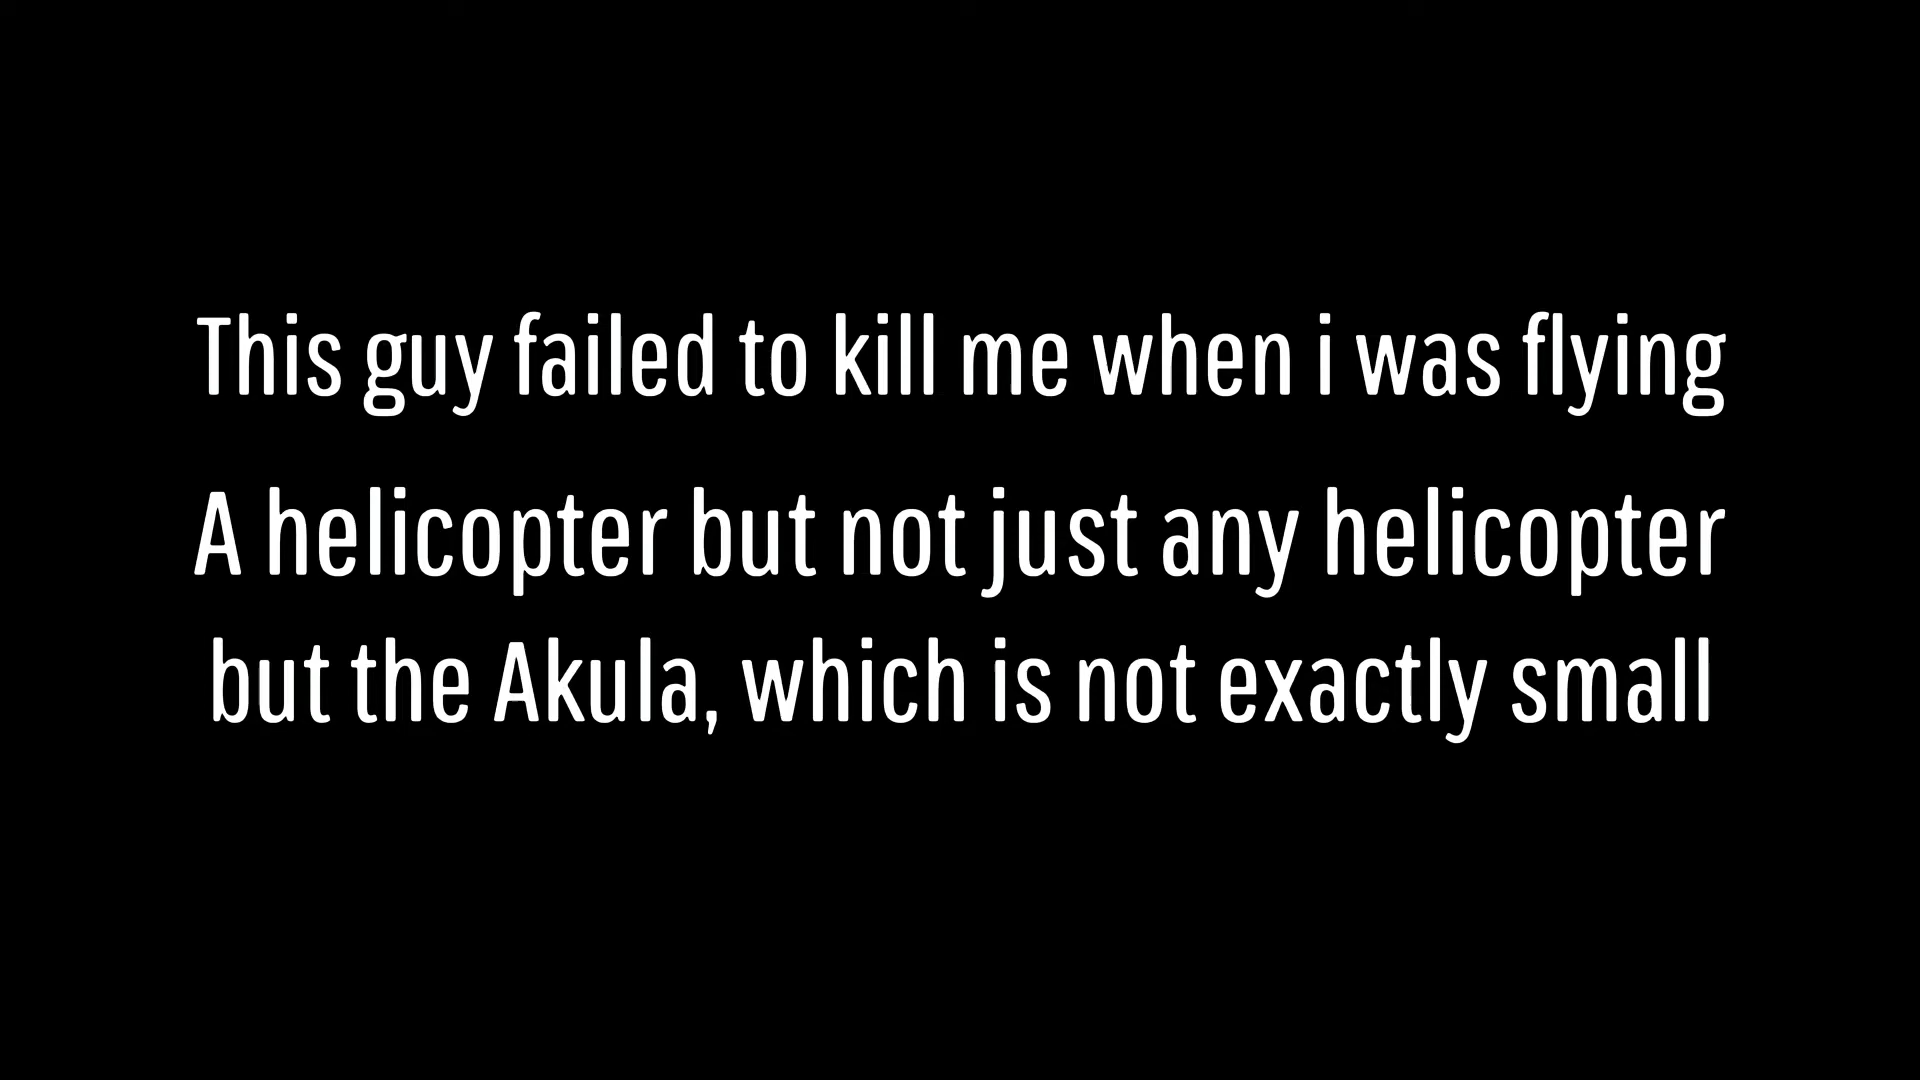 This guy failed to kill me when i was flying
A helicopter but not just any helicopter
but the Akula, which is not exactly small